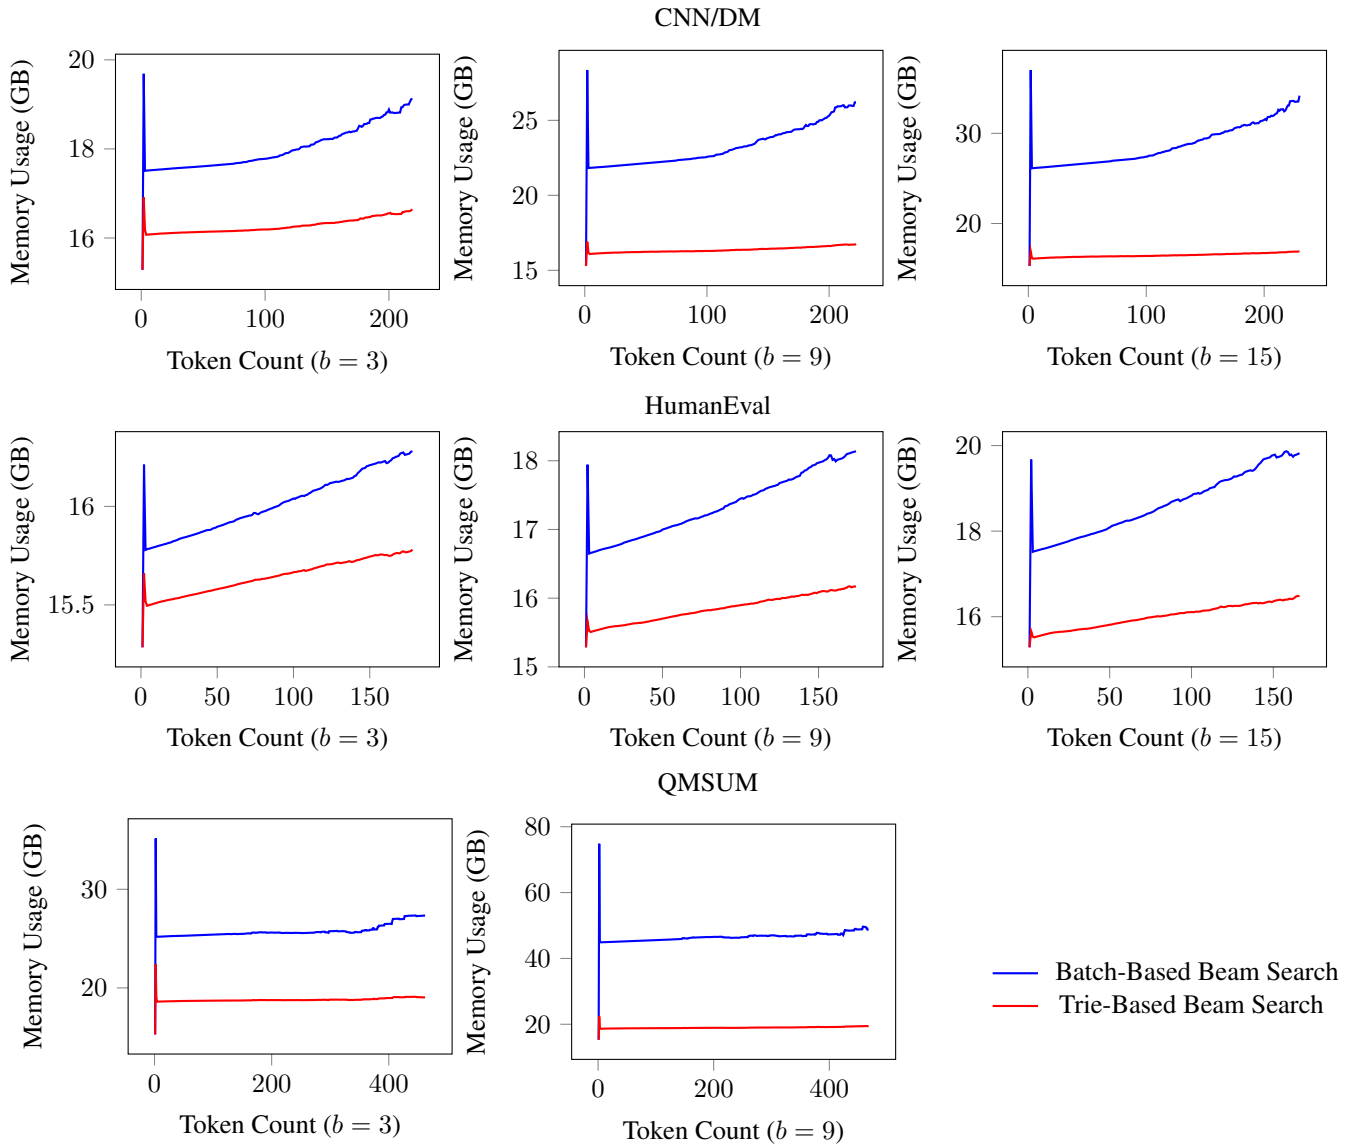 CNN/DM
Memory Usage (GB)
20
18
16
0 100 200
Token Count (b = 3)
Memory Usage (GB)
25
20
15
0 100 200
Token Count (b = 9)
Memory Usage (GB)
30
20
0 100 200
Token Count (b = 15)
HumanEval
Memory Usage (GB)
16
15.5
0 50 100 150
Token Count (b = 3)
Memory Usage (GB)
18
17
16
15
0 50 100 150
Token Count (b = 9)
Memory Usage (GB)
20
18
16
0 50 100 150
Token Count (b = 15)
QMSUM
Memory Usage (GB)
30
20
0 200 400
Token Count (b = 3)
Memory Usage (GB)
80
60
40
20
0 200 400
Token Count (b = 9)
Batch-Based Beam Search
Trie-Based Beam Search